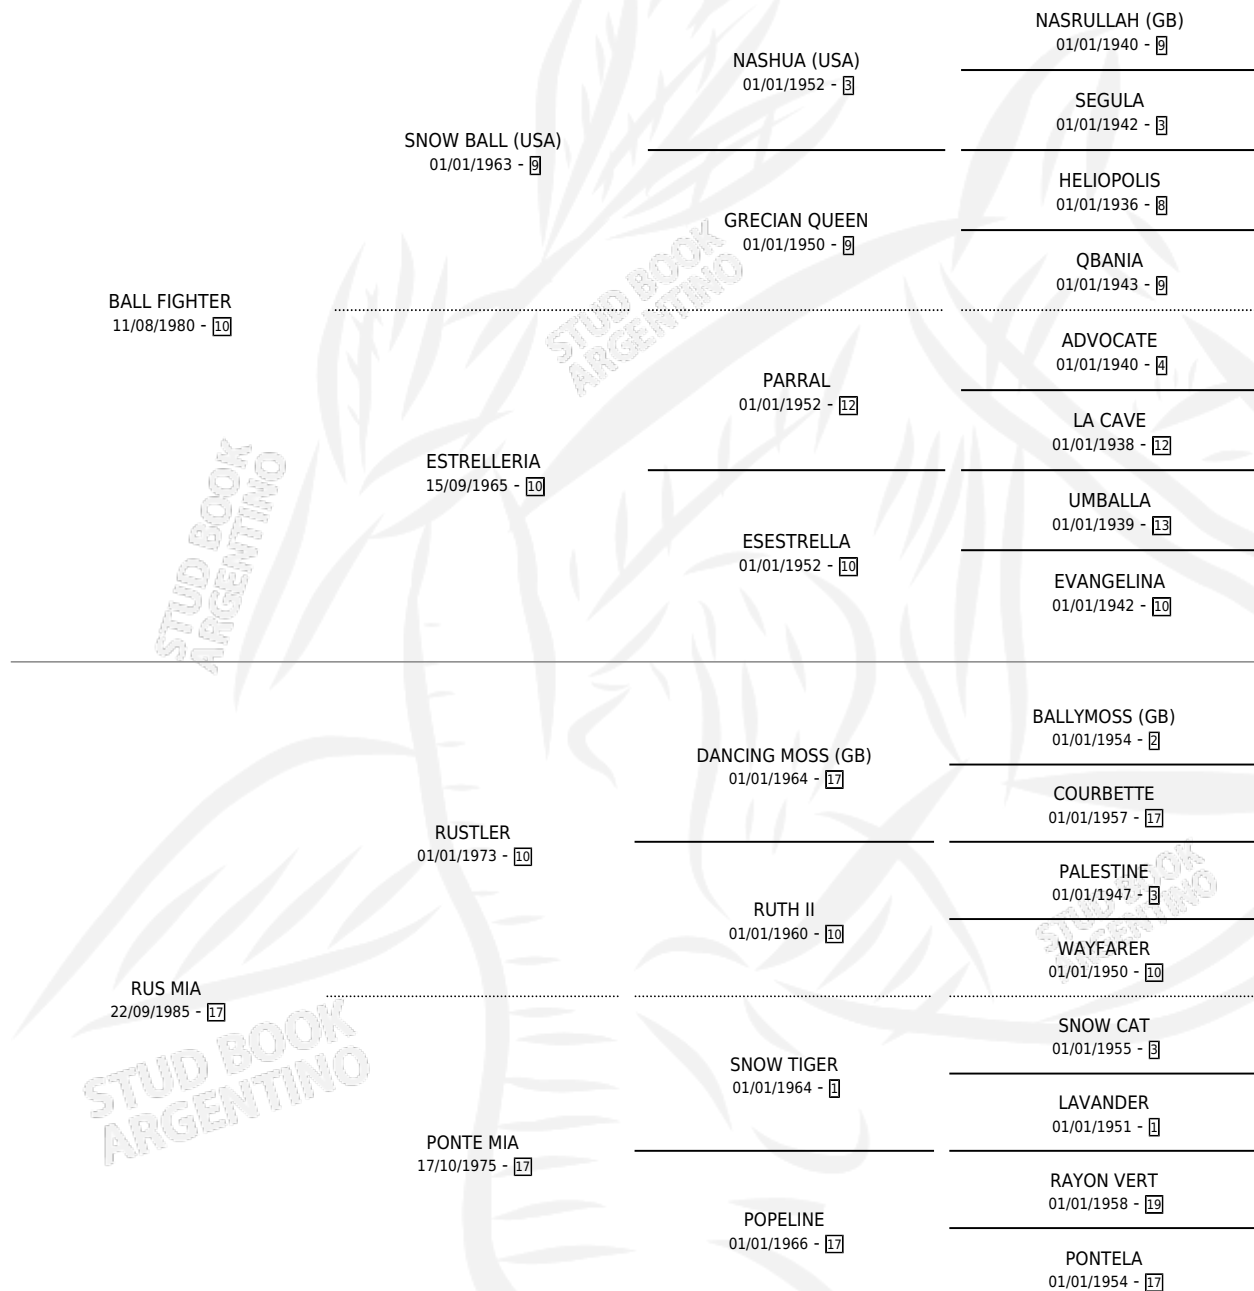 NASRULLAH (GB)
01/01/1940 - 9
NASHUA (USA)
01/01/1952 - 3
SEGULA
01/01/1942 - 3
SNOW BALL (USA)
01/01/1963 - 9
HELIOPOLIS
01/01/1936 - 8
GRECIAN QUEEN
01/01/1950 - 9
QBANIA
01/01/1943 - 9
BALL FIGHTER
11/08/1980 - 10
STUD BOOK
ARGENTINO
ADVOCATE
01/01/1940 - 4
PARRAL
01/01/1952 - 12
LA CAVE
01/01/1938 - 12
ESTRELLERIA
15/09/1965 - 10
UMBALLA
01/01/1939 - 13
ESESTRELLA
01/01/1952 - 10
EVANGELINA
01/01/1942 - 10
STUD BOOK
ARGENTINO
BALLYMOSS (GB)
01/01/1954 - 2
DANCING MOSS (GB)
01/01/1964 - 17
COURBETTE
01/01/1957 - 17
RUSTLER
01/01/1973 - 10
PALESTINE
01/01/1947 - 3
RUTH II
01/01/1960 - 10
WAYFARER
01/01/1950 - 10
STUD BOOK
ARGENTINO
RUS MIA
22/09/1985 - 17
SNOW CAT
01/01/1955 - 3
SNOW TIGER
01/01/1964 - 1
LAVANDER
01/01/1951 - 1
STUD BOOK
ARGENTINO
PONTE MIA
17/10/1975 - 17
RAYON VERT
01/01/1958 - 19
POPELINE
01/01/1966 - 17
PONTELA
01/01/1954 - 17